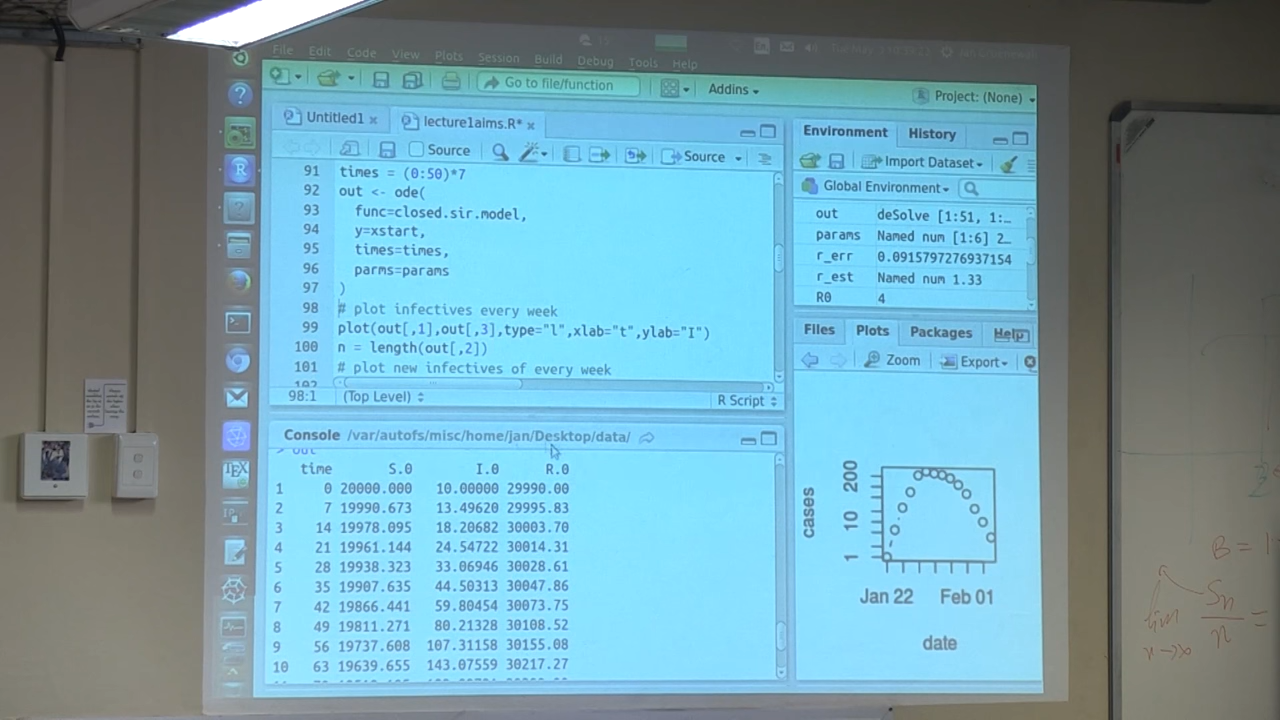 File Edit Code View Plots Session Build Debug Tools Help
Go to file/function
Addins
Project: (None)
Untitled1
lecture1aims.R*
Source
Source
91 times = (0:50)*7
92 out <- ode(
93 func=closed.sir.model,
94 y=xstart,
95 times=times,
96 parms=params
97 )
98 # plot infectives every week
99 plot(out[,1],out[,3],type="l",xlab="t",ylab="I")
100 n = length(out[,2])
101 # plot new infectives of every week
102
98:1 (Top Level) R Script
Console /var/autofs/misc/home/jan/Desktop/data/
> out
time S.0 I.0 R.0
1 0 20000.000 10.00000 29990.00
2 7 19990.673 13.49620 29995.83
3 14 19978.095 18.20682 30003.70
4 21 19961.144 24.54722 30014.31
5 28 19938.323 33.06946 30028.61
6 35 19907.635 44.50313 30047.86
7 42 19866.441 59.80454 30073.75
8 49 19811.271 80.21328 30108.52
9 56 19737.608 107.31158 30155.08
10 63 19639.655 143.07559 30217.27
Environment History
Import Dataset
Global Environment
out deSolve [1:51, 1:…
params Named num [1:6] 2…
r_err 0.0915797276937154
r_est Named num 1.33
R0 4
Files Plots Packages Help
Zoom Export
cases
200
10
1
Jan 22 Feb 01
date
TEX
B =
lim Sn
n→∞ n =